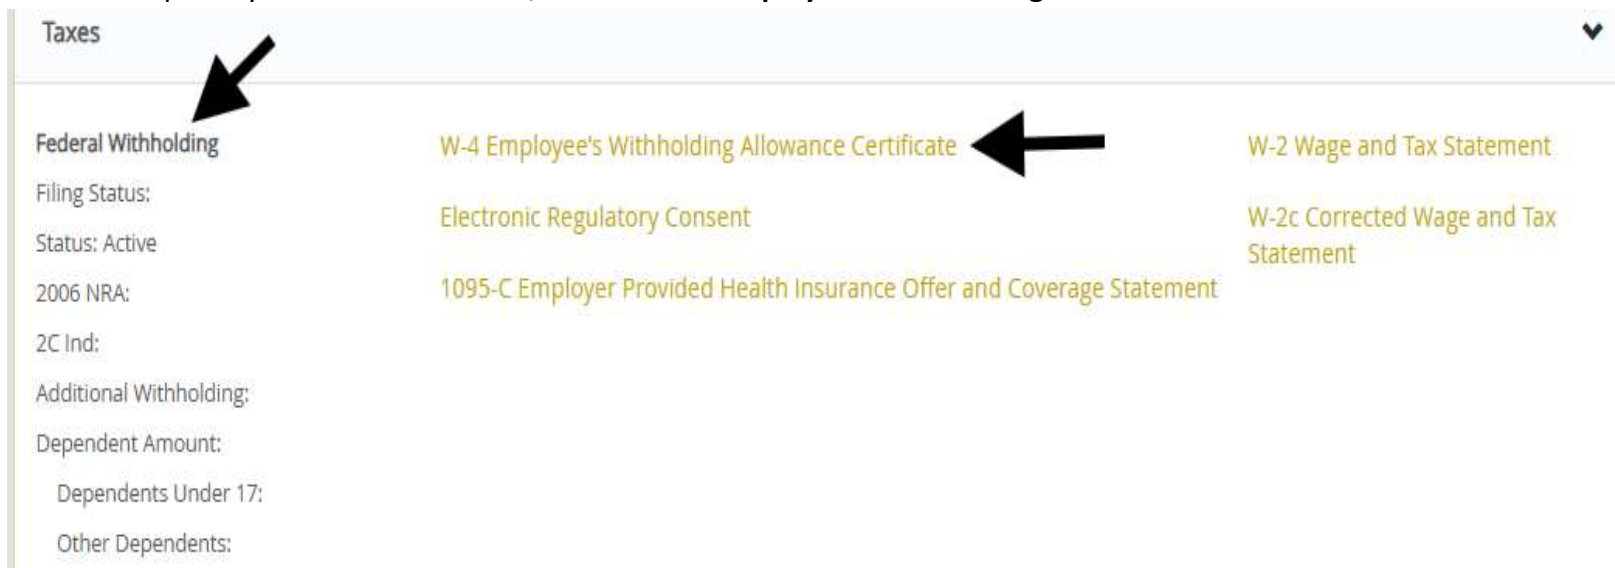 Taxes
Federal Withholding
Filing Status:
Status: Active
2006 NRA:
2C Ind:
Additional Withholding:
Dependent Amount:
Dependents Under 17:
Other Dependents:
W-4 Employee's Withholding Allowance Certificate
Electronic Regulatory Consent
1095-C Employer Provided Health Insurance Offer and Coverage Statement
W-2 Wage and Tax Statement
W-2c Corrected Wage and Tax
Statement